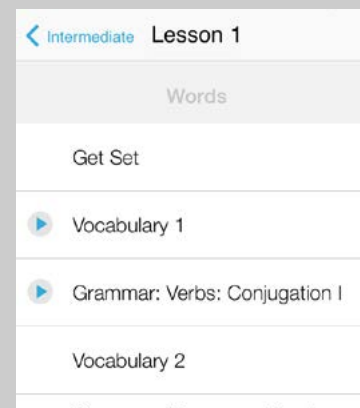 Intermediate Lesson 1
Words
Get Set
Vocabulary 1
Grammar: Verbs: Conjugation I
Vocabulary 2